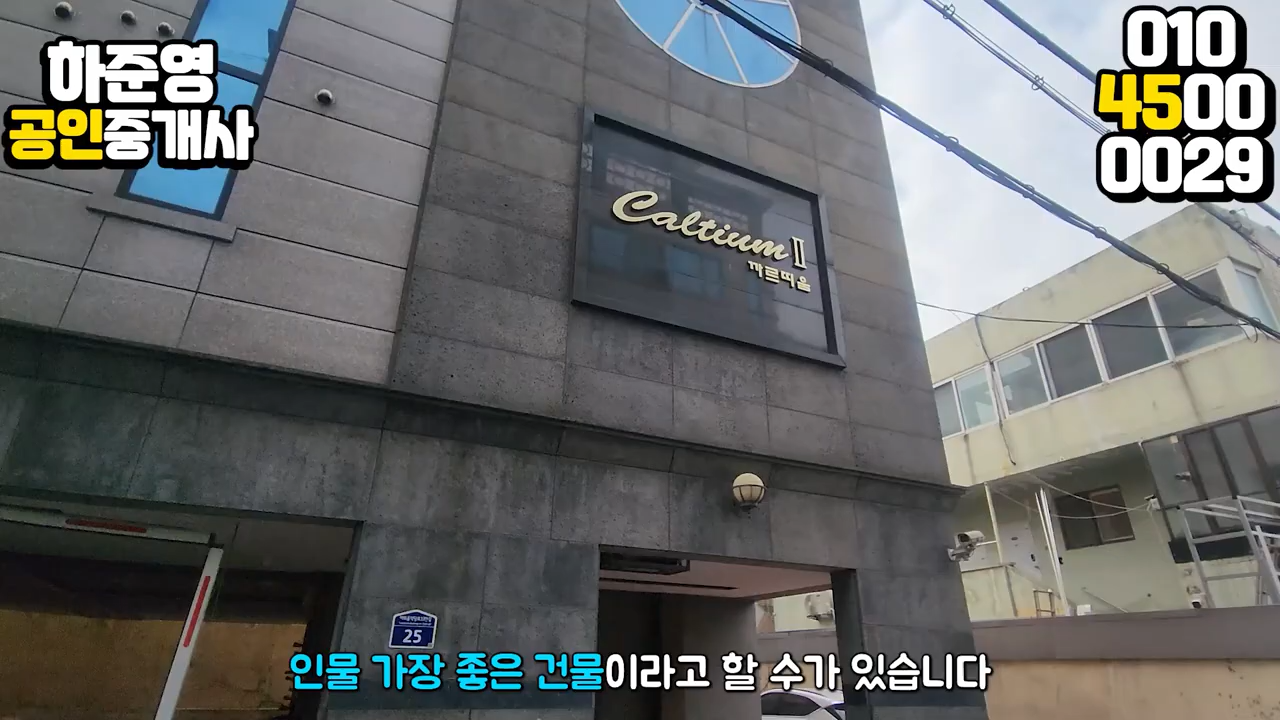 하준영
공인중개사
010
4500
0029
Caltium Ⅱ
까르띠움
25
인물 가장 좋은 건물이라고 할 수가 있습니다